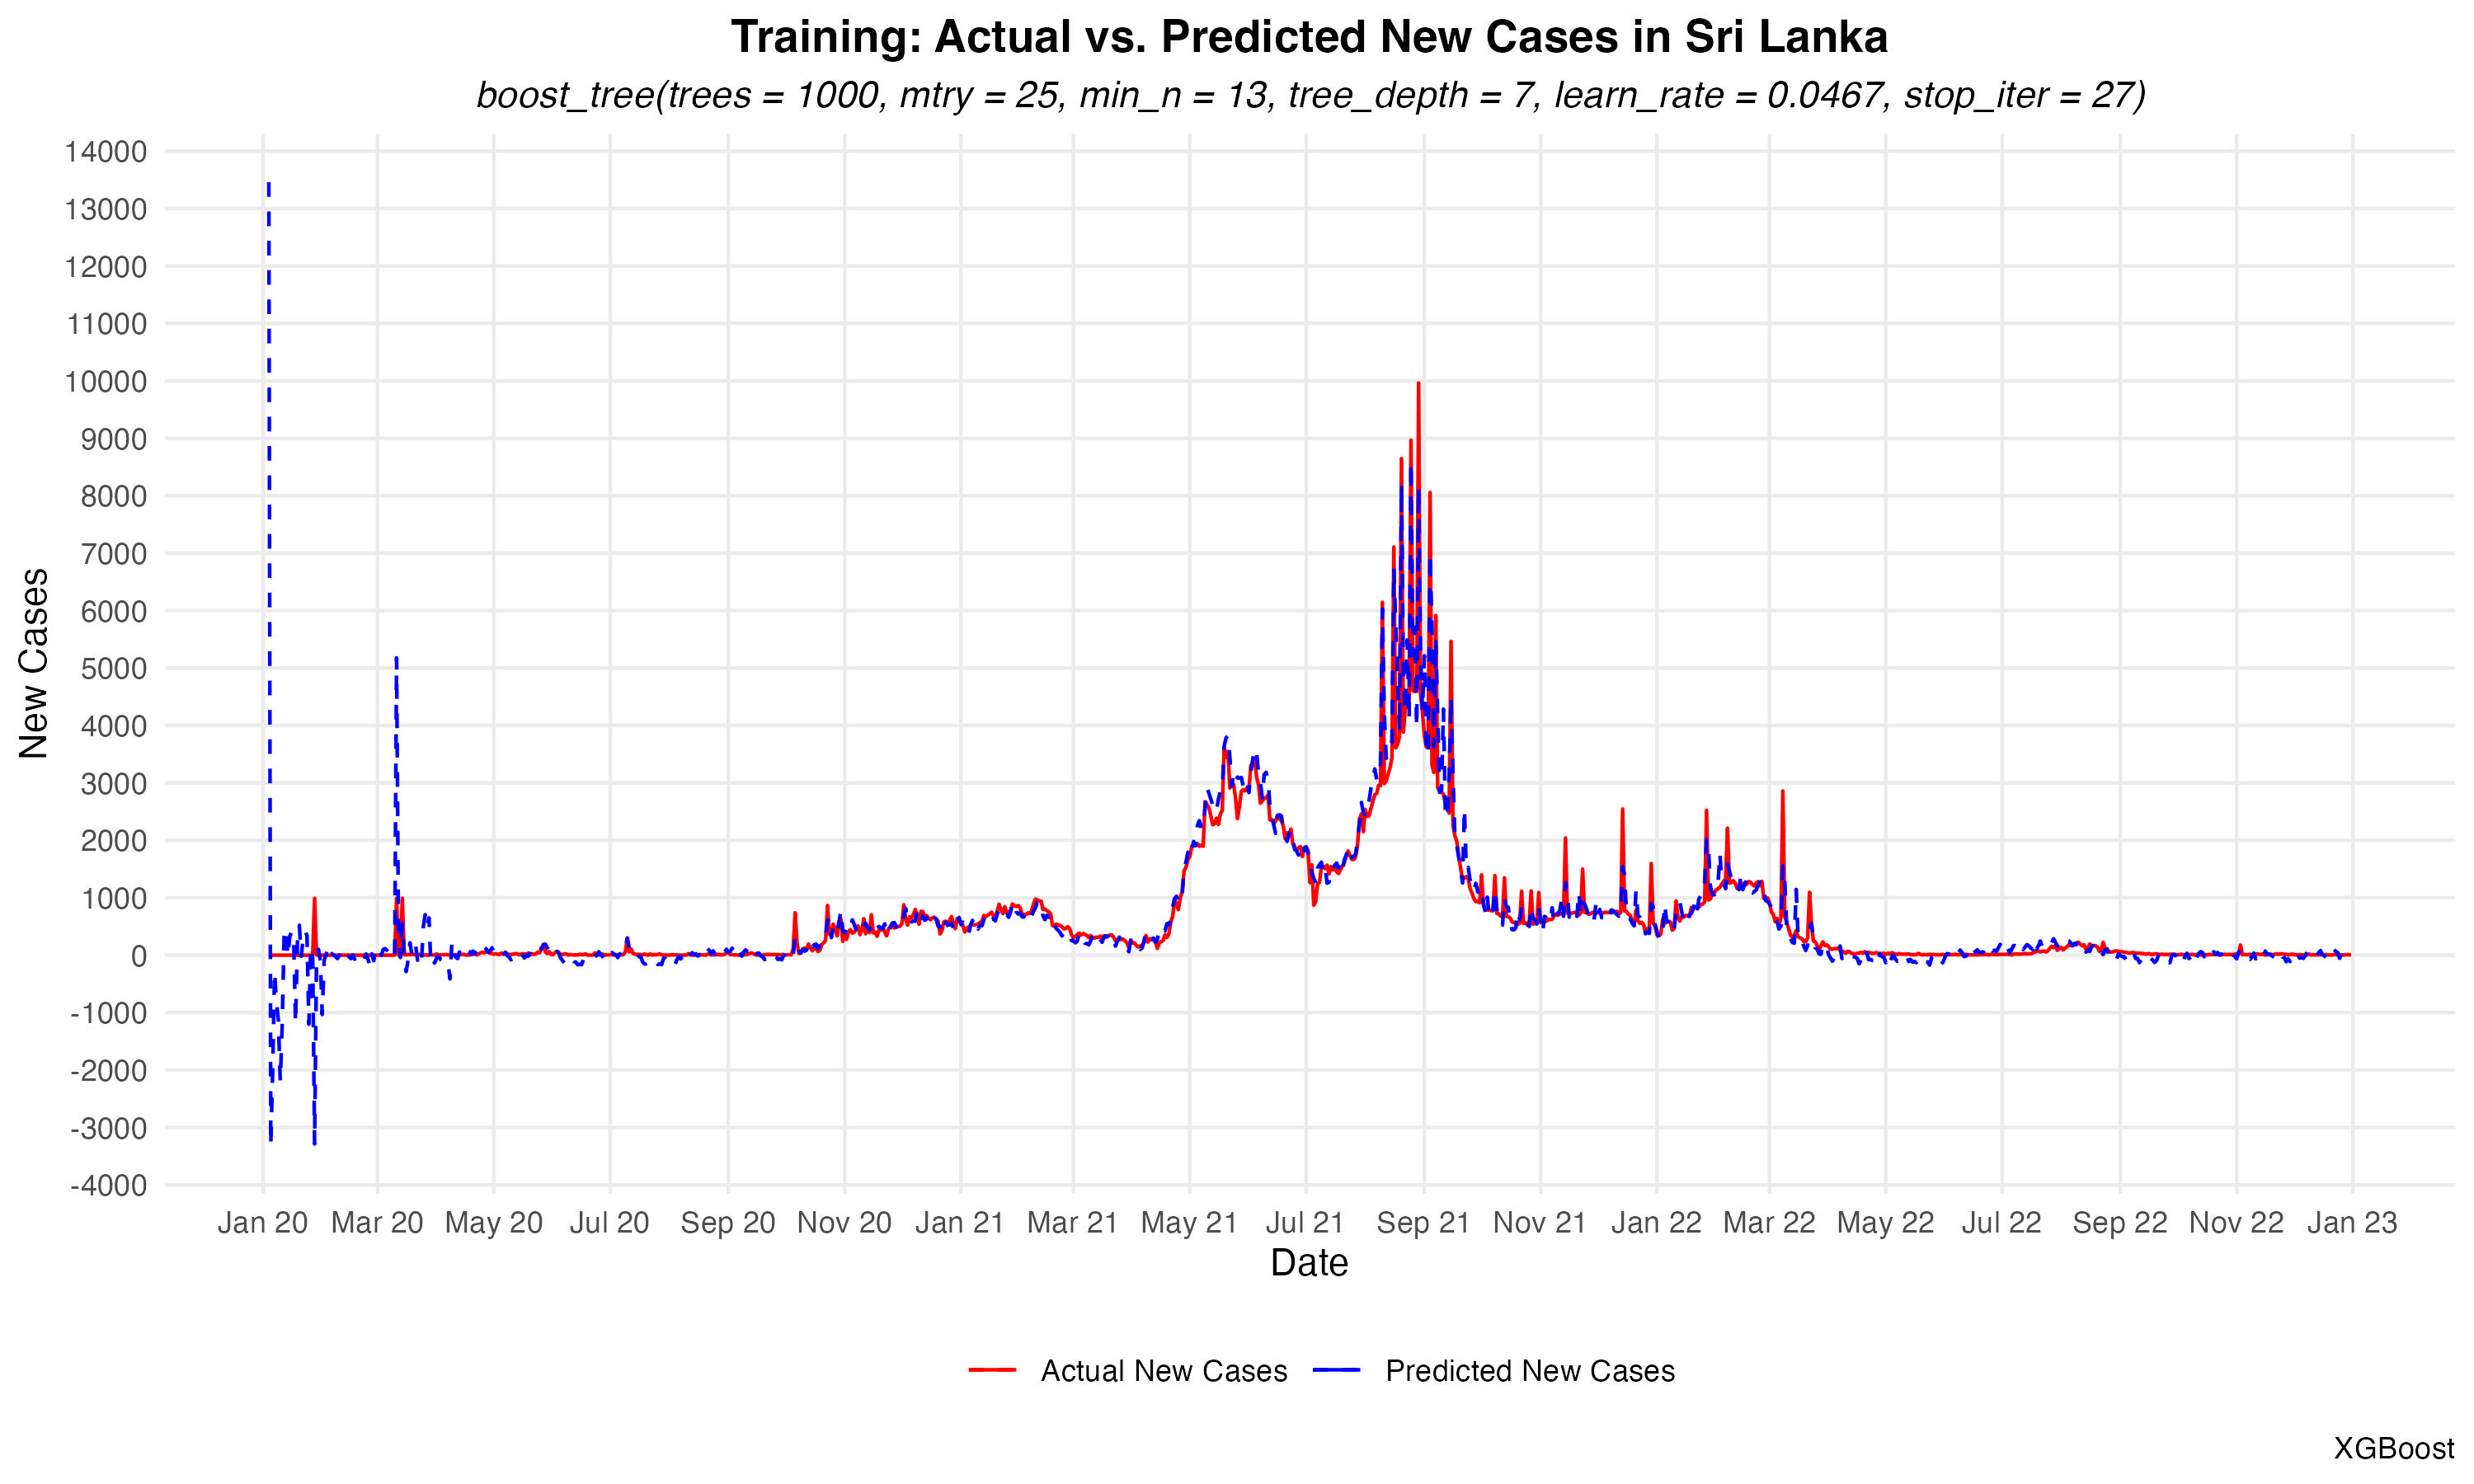 Training: Actual vs. Predicted New Cases in Sri Lanka
boost_tree(trees = 1000, mtry = 25, min_n = 13, tree_depth = 7, learn_rate = 0.0467, stop_iter = 27)
14000
13000
12000
11000
10000
9000
8000
7000
6000
5000
4000
3000
2000
1000
0
-1000
-2000
-3000
-4000
New Cases
Jan 20 Mar 20 May 20 Jul 20 Sep 20 Nov 20 Jan 21 Mar 21 May 21 Jul 21 Sep 21 Nov 21 Jan 22 Mar 22 May 22 Jul 22 Sep 22 Nov 22 Jan 23
Date
Actual New Cases Predicted New Cases
XGBoost